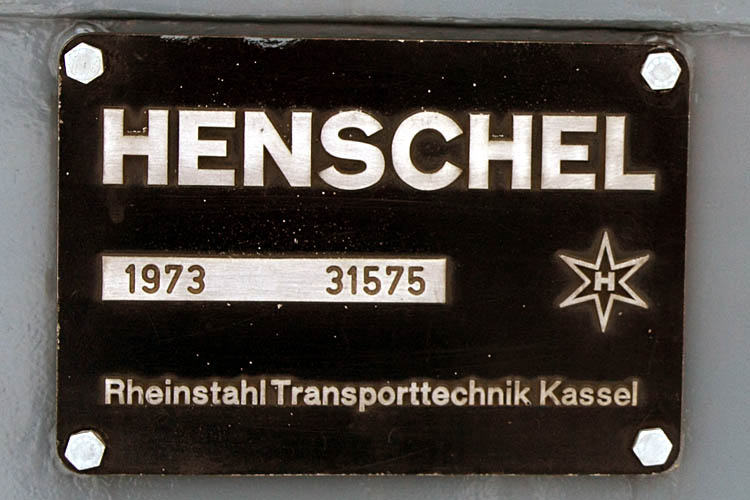 HENSCHEL
1973 31575
H
Rheinstahl Transporttechnik Kassel